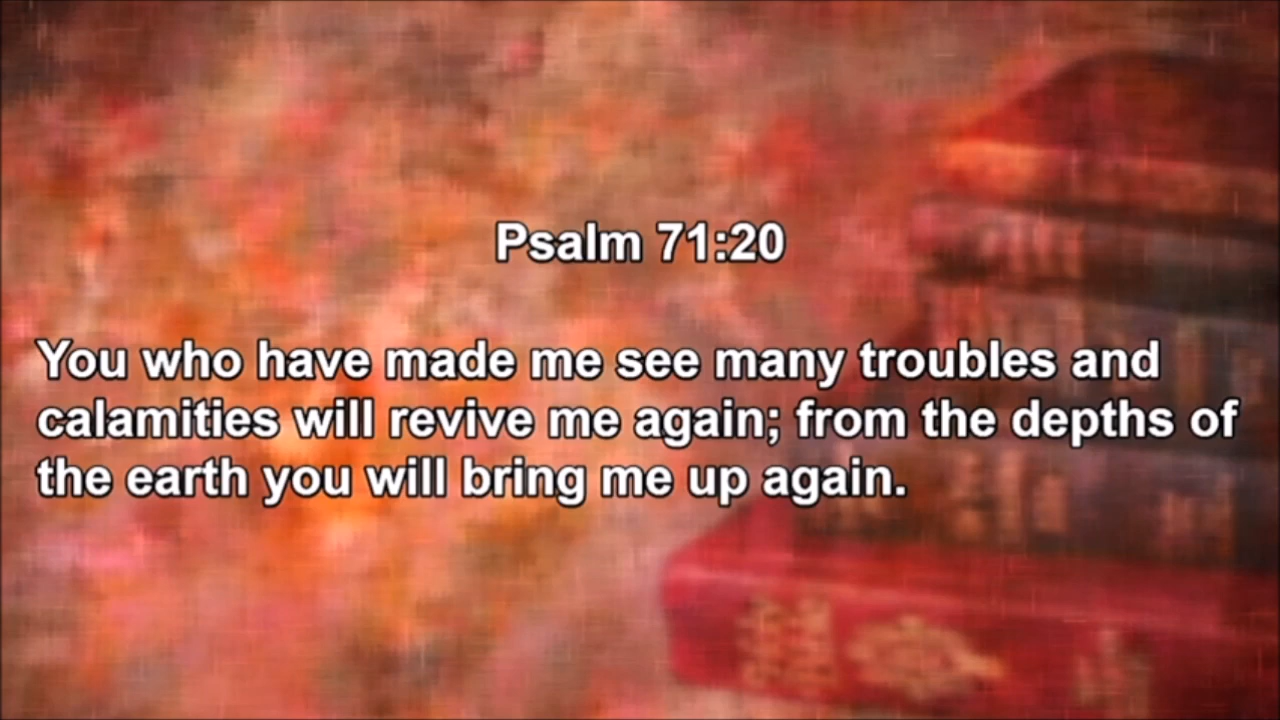 Psalm 71:20
You who have made me see many troubles and
calamities will revive me again; from the depths of
the earth you will bring me up again.